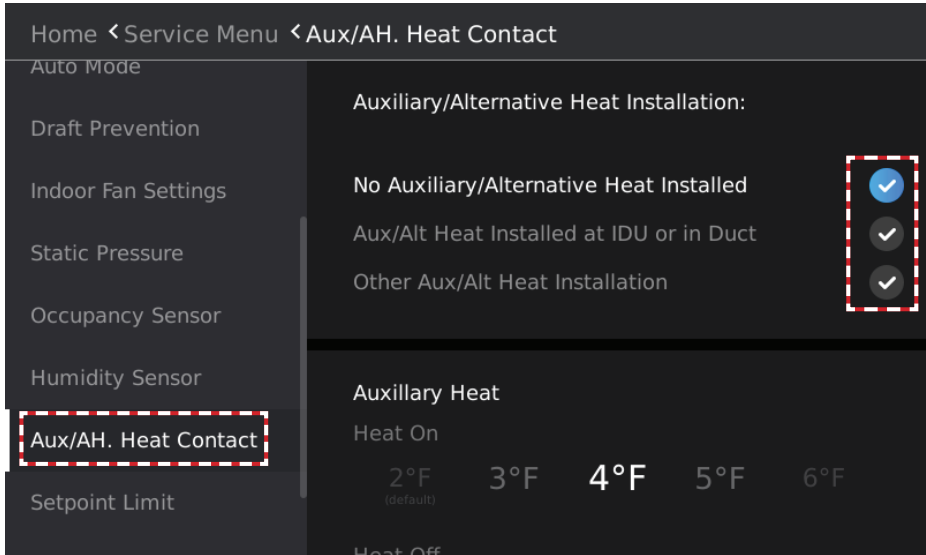 Home < Service Menu < Aux/AH. Heat Contact
Auto Mode
Draft Prevention
Indoor Fan Settings
Static Pressure
Occupancy Sensor
Humidity Sensor
Aux/AH. Heat Contact
Setpoint Limit
Auxiliary/Alternative Heat Installation:
No Auxiliary/Alternative Heat Installed
Aux/Alt Heat Installed at IDU or in Duct
Other Aux/Alt Heat Installation
Auxillary Heat
Heat On
2°F 3°F 4°F 5°F 6°F
(default)
Heat Off